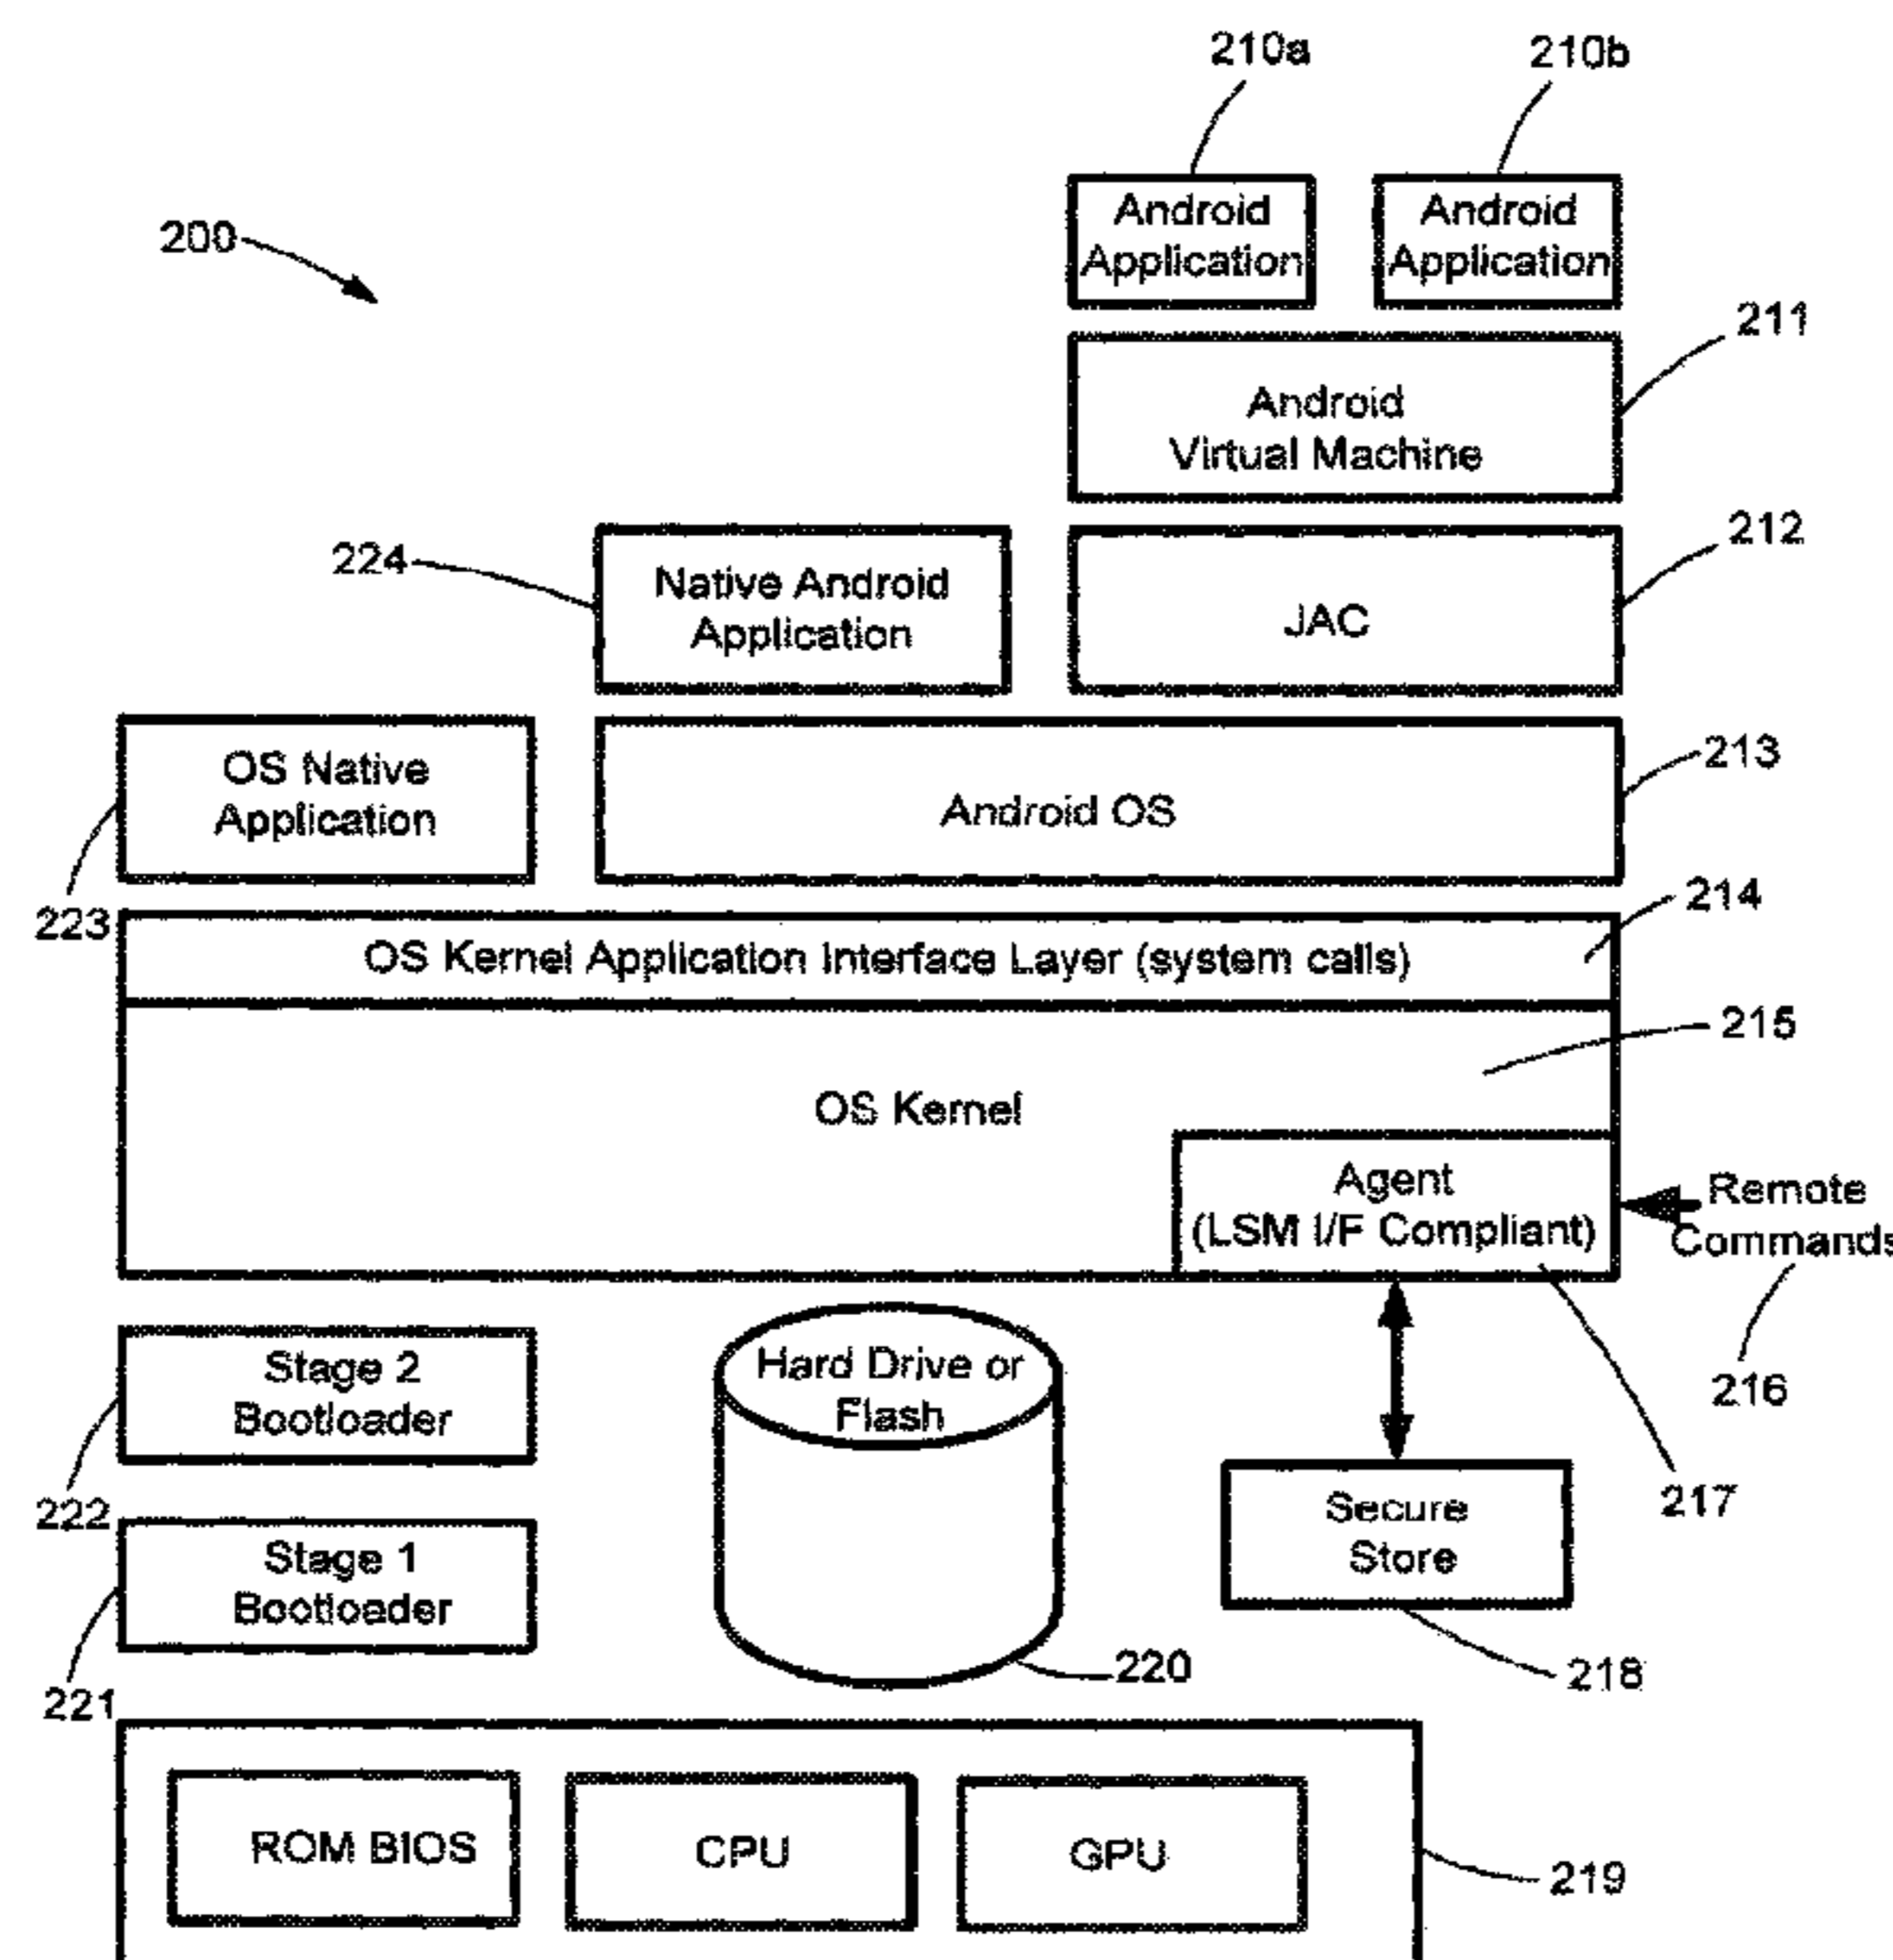 210a
210b
200
Android
Application
Android
Application
211
Android
Virtual Machine
212
224
Native Android
Application
JAC
213
OS Native
Application
Android OS
214
223
OS Kernel Application Interface Layer (system calls)
215
OS Kernel
Agent
(LSM I/F Compliant)
Remote
Commands
216
Stage 2
Bootloader
Hard Drive or
Flash
217
222
Secure
Store
Stage 1
Bootloader
220
218
221
ROM BIOS
CPU
GPU
219